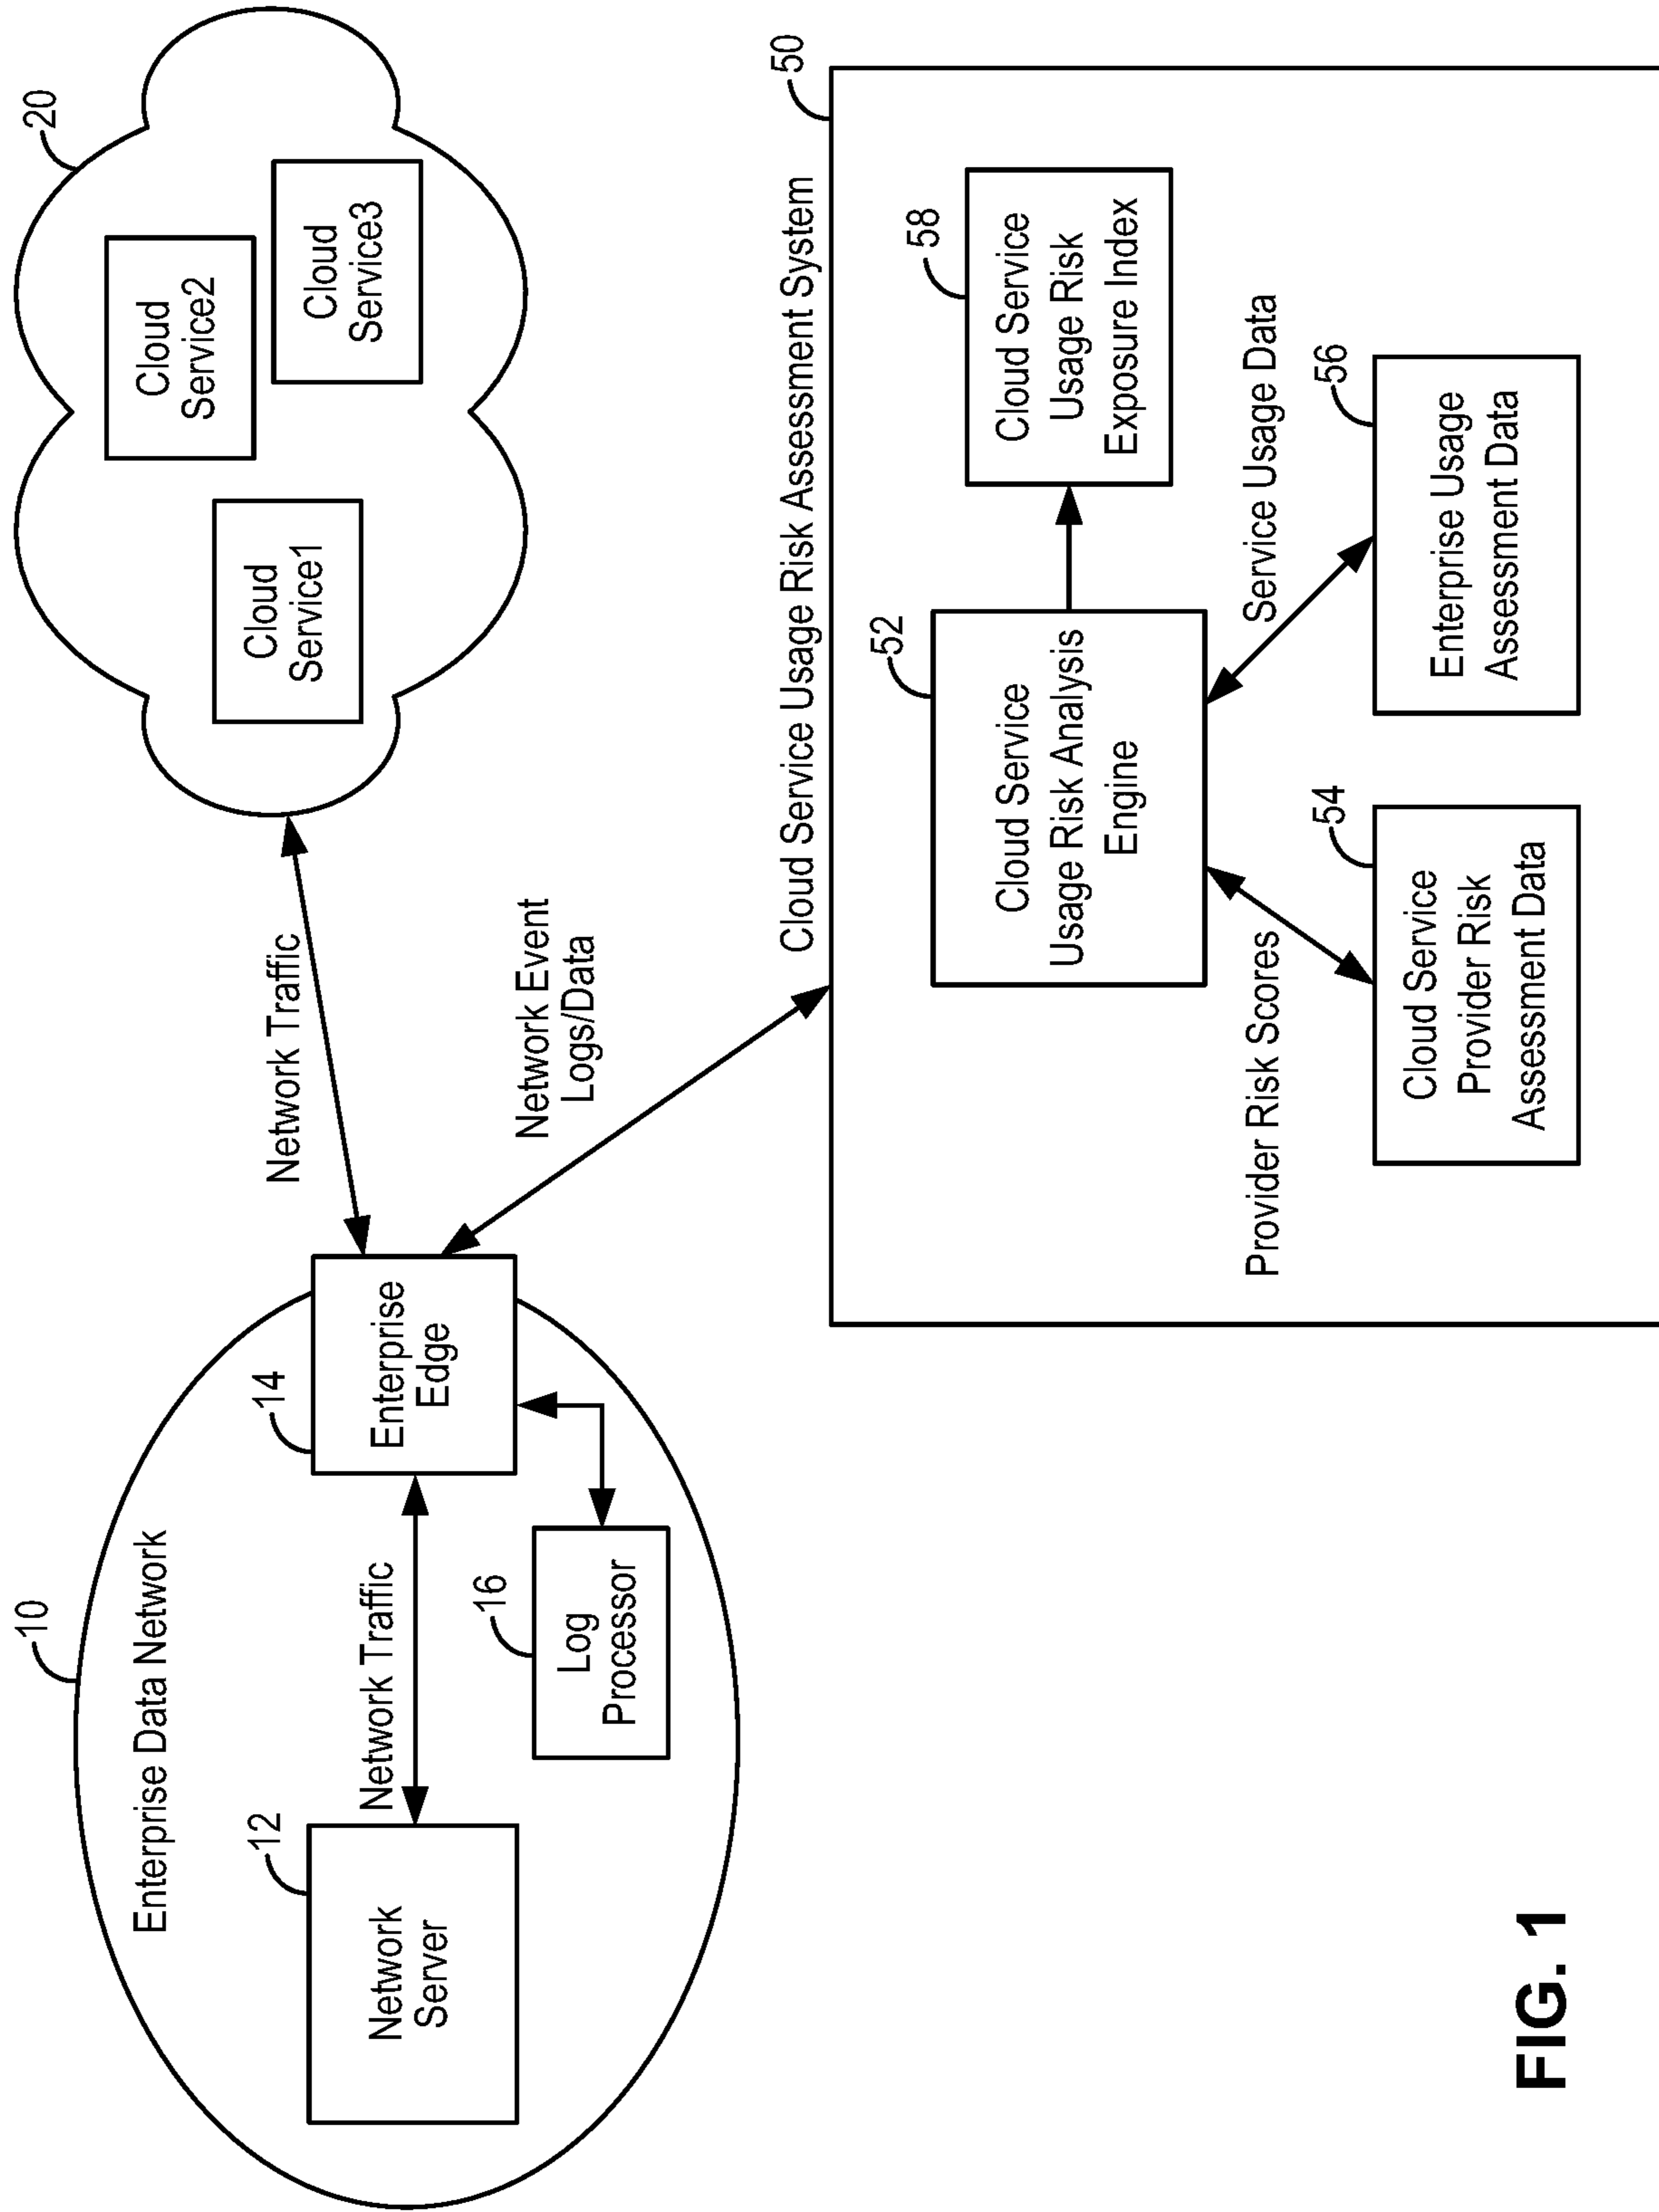 10
Enterprise Data Network
12
Network
Server
Network Traffic
14
Enterprise
Edge
16
Log
Processor
Network Traffic
Network Event
Logs/Data
20
Cloud
Service1
Cloud
Service2
Cloud
Service3
Cloud Service Usage Risk Assessment System
50
52
Cloud Service
Usage Risk Analysis
Engine
58
Cloud Service
Usage Risk
Exposure Index
Provider Risk Scores
Service Usage Data
54
Cloud Service
Provider Risk
Assessment Data
56
Enterprise Usage
Assessment Data
FIG. 1